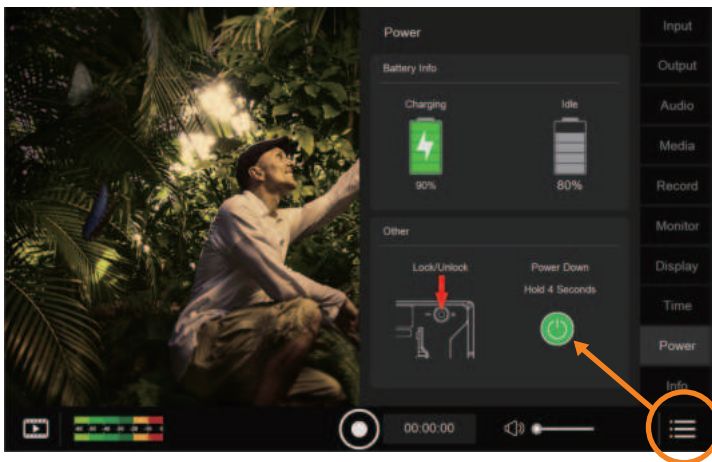 Power
Battery Info
Charging
Idle
90%
80%
Other
Lock/Unlock
Power Down
Hold 4 Seconds
Input
Output
Audio
Media
Record
Monitor
Display
Time
Power
Info
00:00:00